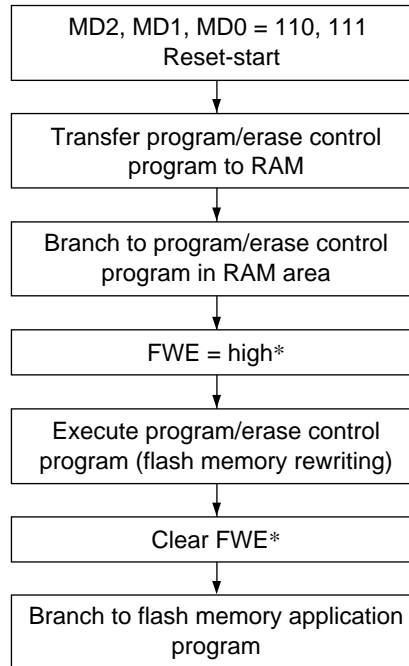 MD2, MD1, MD0 = 110, 111
Reset-start
Transfer program/erase control
program to RAM
Branch to program/erase control
program in RAM area
FWE = high*
Execute program/erase control
program (flash memory rewriting)
Clear FWE*
Branch to flash memory application
program